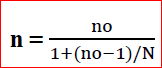 n = no
1+(no−1)/N